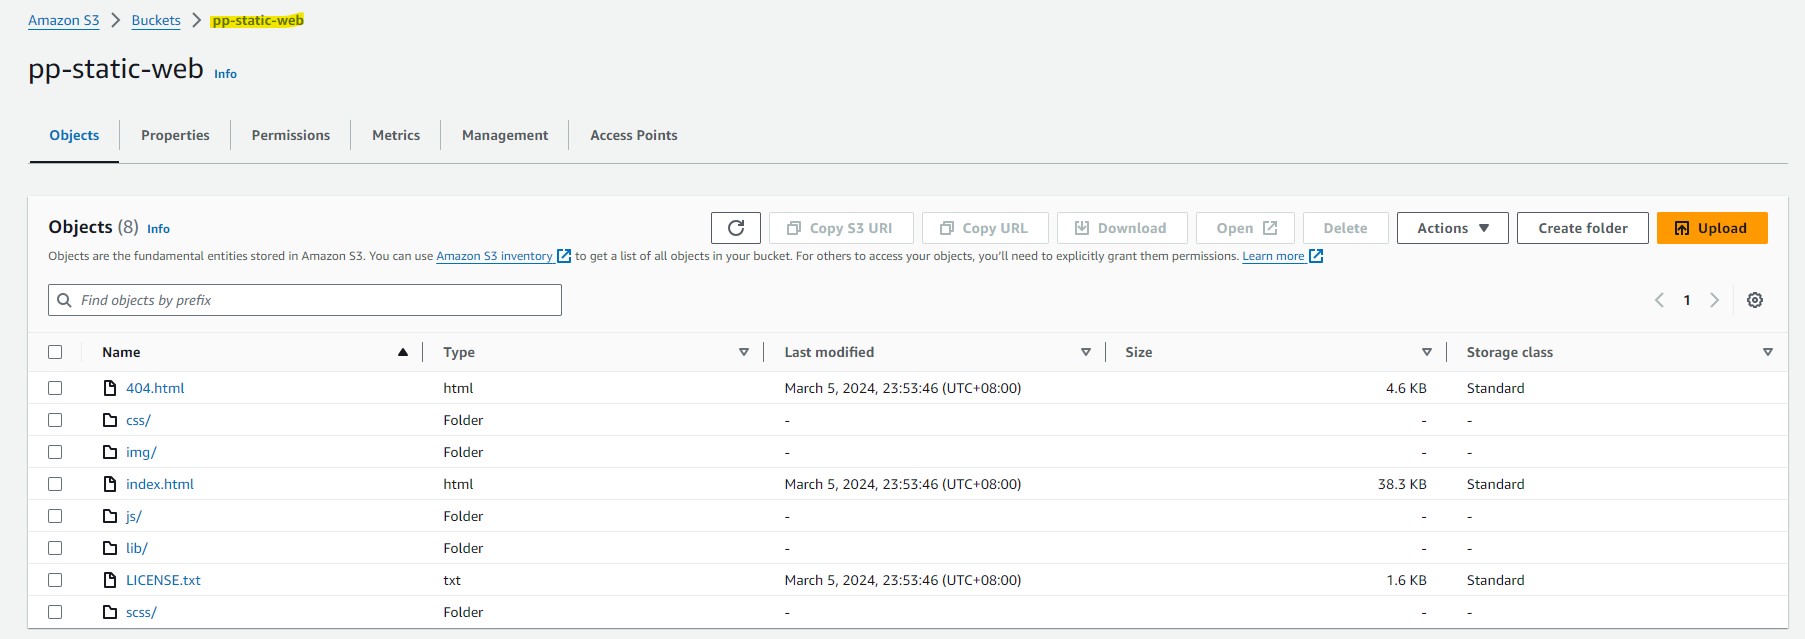 Amazon S3 > Buckets > pp-static-web
pp-static-web Info
Objects Properties Permissions Metrics Management Access Points
Objects (8) Info
Copy S3 URI Copy URL Download Open Delete Actions Create folder Upload
Objects are the fundamental entities stored in Amazon S3. You can use Amazon S3 inventory to get a list of all objects in your bucket. For others to access your objects, you’ll need to explicitly grant them permissions. Learn more
Find objects by prefix
1
Name Type Last modified Size Storage class
404.html html March 5, 2024, 23:53:46 (UTC+08:00) 4.6 KB Standard
css/ Folder - - -
img/ Folder - - -
index.html html March 5, 2024, 23:53:46 (UTC+08:00) 38.3 KB Standard
js/ Folder - - -
lib/ Folder - - -
LICENSE.txt txt March 5, 2024, 23:53:46 (UTC+08:00) 1.6 KB Standard
scss/ Folder - - -